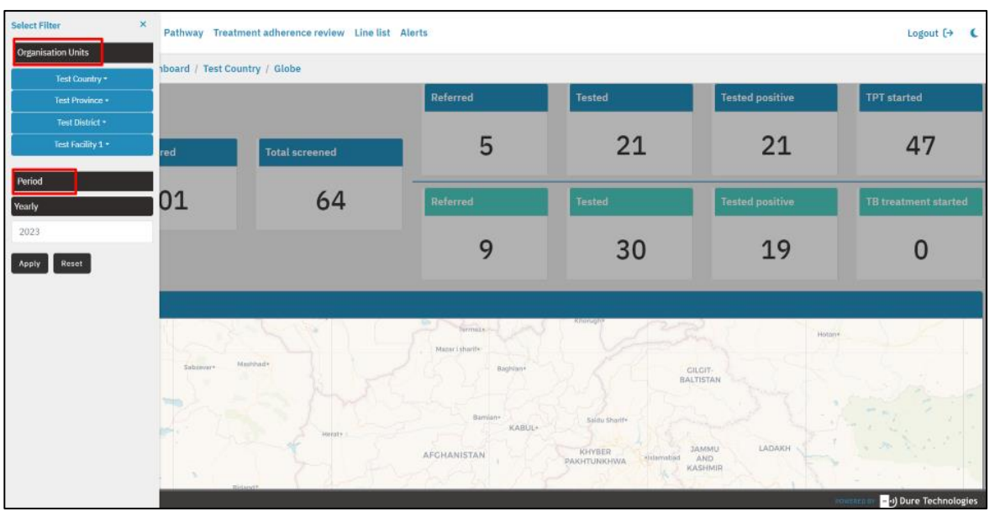 Select Filter ×
Organisation Units
Test Country
Test Province
Test District
Test Facility 1
Period
Yearly
2023
Apply Reset
Pathway Treatment adherence review Line list Alerts
Logout
nboard / Test Country / Globe
red
01
Total screened
64
Referred Tested Tested positive TPT started
5 21 21 47
Referred Tested Tested positive TB treatment started
9 30 19 0
Khorugh
Termez
Hotan
Mazar i sharif
Sabzevar Mashhad
Baghlan
GILGIT-
BALTISTAN
Bamian
KABUL
Saidu Sharif
Herat
AFGHANISTAN
KHYBER
PAKHTUNKHWA
Islamabad
JAMMU
AND
KASHMIR
LADAKH
Birjand
POWERED BY Dure Technologies